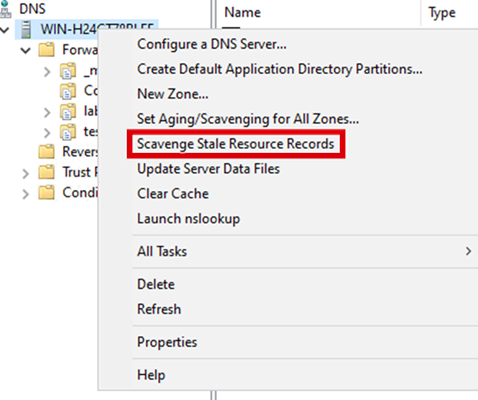 DNS
Name
Type
WIN-H24GT78BLF5
Forwa
_m
Co
lab
tes
Revers
Trust P
Condi
Configure a DNS Server...
Create Default Application Directory Partitions...
New Zone...
Set Aging/Scavenging for All Zones...
Scavenge Stale Resource Records
Update Server Data Files
Clear Cache
Launch nslookup
All Tasks
Delete
Refresh
Properties
Help